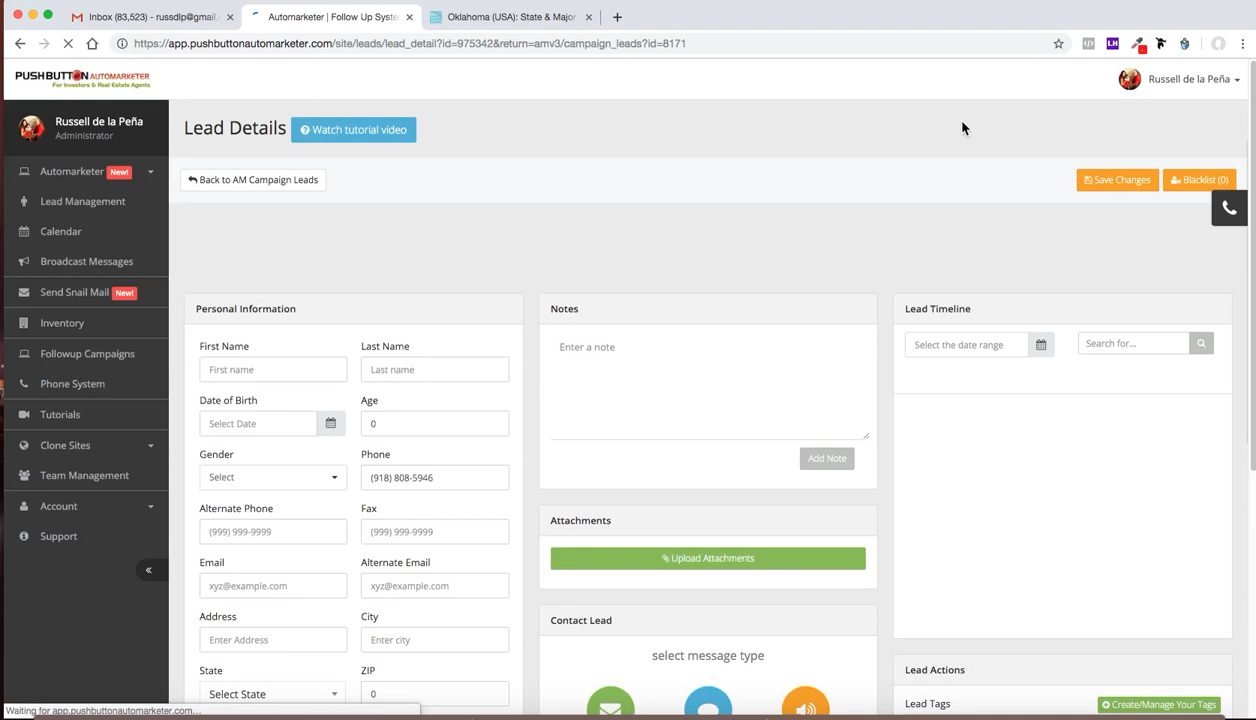 Inbox (83,523) - russdlp@gmail.
Automarketer | Follow Up Syste
Oklahoma (USA): State & Major
https://app.pushbuttonautomarketer.com/site/leads/lead_detail?id=975342&return=amv3/campaign_leads?id=8171
LH
PUSHBUTTON AUTOMARKETER
For Investors & Real Estate Agents
Russell de la Peña
Russell de la Peña
Administrator
Automarketer New!
Lead Management
Calendar
Broadcast Messages
Send Snail Mail New!
Inventory
Followup Campaigns
Phone System
Tutorials
Clone Sites
Team Management
Account
Support
Lead Details
Watch tutorial video
Back to AM Campaign Leads
Save Changes
Blacklist (0)
Personal Information
First Name Last Name
First name Last name
Date of Birth Age
Select Date 0
Gender Phone
Select (918) 808-5946
Alternate Phone Fax
(999) 999-9999 (999) 999-9999
Email Alternate Email
xyz@example.com xyz@example.com
Address City
Enter Address Enter city
State ZIP
Select State 0
Notes
Enter a note
Add Note
Attachments
Upload Attachments
Contact Lead
select message type
Lead Timeline
Select the date range Search for...
Lead Actions
Lead Tags Create/Manage Your Tags
Waiting for app.pushbuttonautomarketer.com...